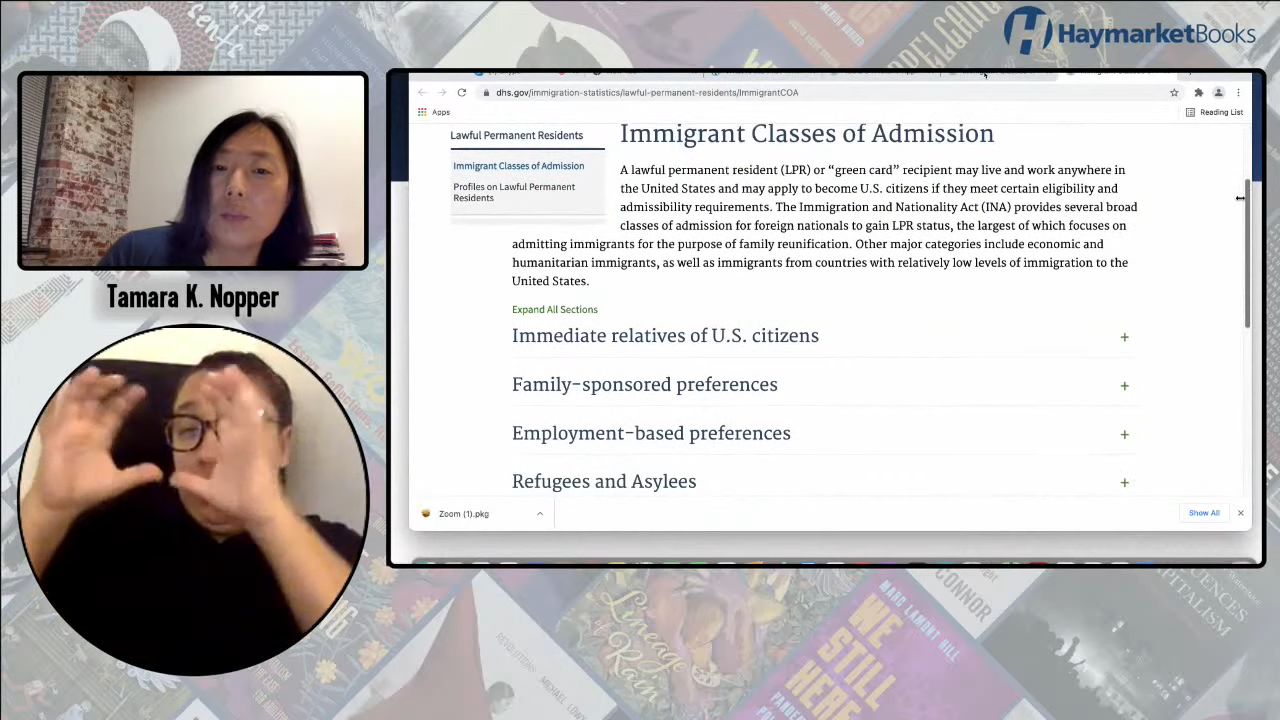 HaymarketBooks
dhs.gov/immigration-statistics/lawful-permanent-residents/ImmigrantCOA
Apps
Reading List
Lawful Permanent Residents
Immigrant Classes of Admission
Profiles on Lawful Permanent
Residents
Immigrant Classes of Admission
A lawful permanent resident (LPR) or “green card” recipient may live and work anywhere in
the United States and may apply to become U.S. citizens if they meet certain eligibility and
admissibility requirements. The Immigration and Nationality Act (INA) provides several broad
classes of admission for foreign nationals to gain LPR status, the largest of which focuses on
admitting immigrants for the purpose of family reunification. Other major categories include economic and
humanitarian immigrants, as well as immigrants from countries with relatively low levels of immigration to the
United States.
Expand All Sections
Immediate relatives of U.S. citizens +
Family-sponsored preferences +
Employment-based preferences +
Refugees and Asylees +
Zoom (1).pkg
Show All
Tamara K. Nopper
Lineage
of
Rain
MARC LAMONT HILL
WE
STILL
HERE
CONNOR
MICHAEL LÖWY